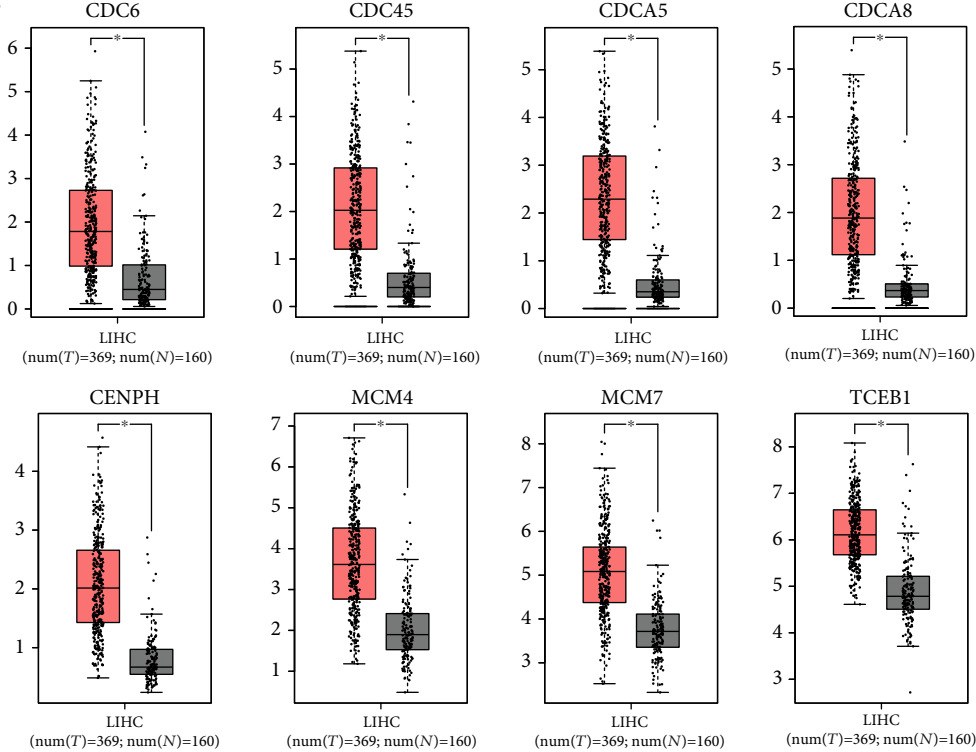 CDC6
CDC45
CDCA5
CDCA8
6
5
4
3
2
1
0
*
LIHC
(num(T)=369; num(N)=160)
5
4
3
2
1
0
*
LIHC
(num(T)=369; num(N)=160)
5
4
3
2
1
0
*
LIHC
(num(T)=369; num(N)=160)
5
4
3
2
1
0
*
LIHC
(num(T)=369; num(N)=160)
CENPH
MCM4
MCM7
TCEB1
4
3
2
1
*
LIHC
(num(T)=369; num(N)=160)
7
6
5
4
3
2
1
*
LIHC
(num(T)=369; num(N)=160)
8
7
6
5
4
3
*
LIHC
(num(T)=369; num(N)=160)
8
7
6
5
4
3
*
LIHC
(num(T)=369; num(N)=160)